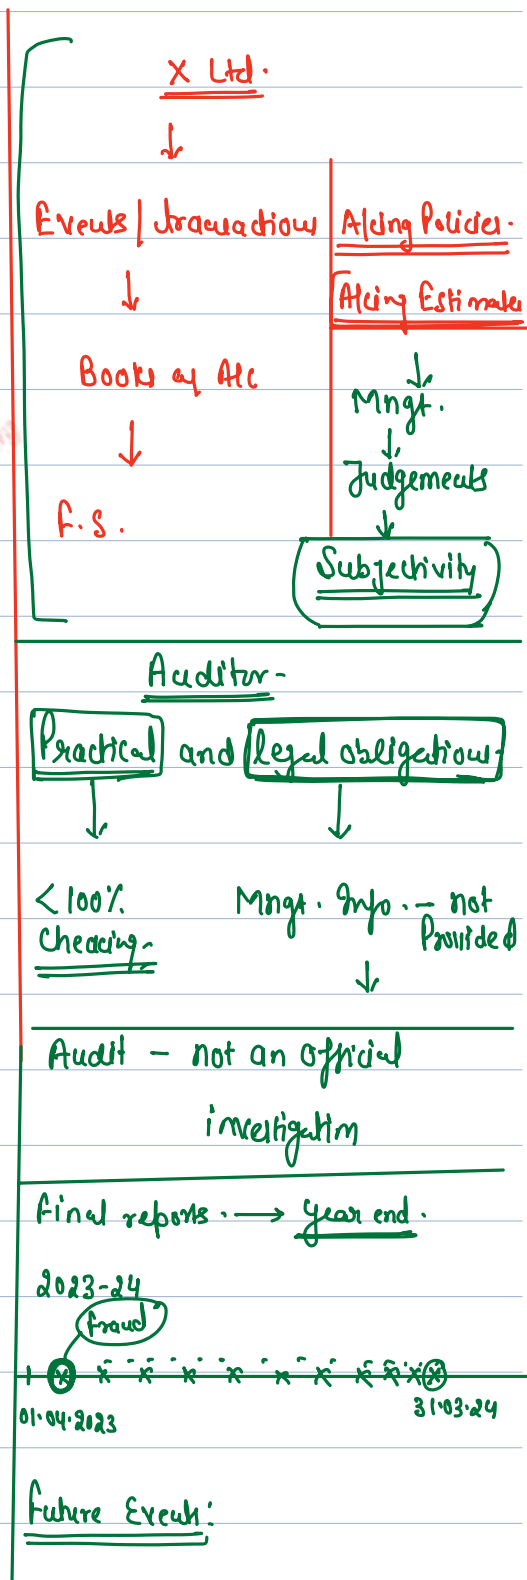 X Ltd.
Events / transactions
A/cing Policies.
A/cing Estimates
Books of A/c
Mngt.
Judgements
F.S.
Subjectivity
Auditor-
Practical and legal obligations.
<100% Mngt. Info. - not
Checking Provided
Audit - not an official
investigation
Final reports. → year end.
2023-24
fraud
01.04.2023
31.03.24
Future Event: